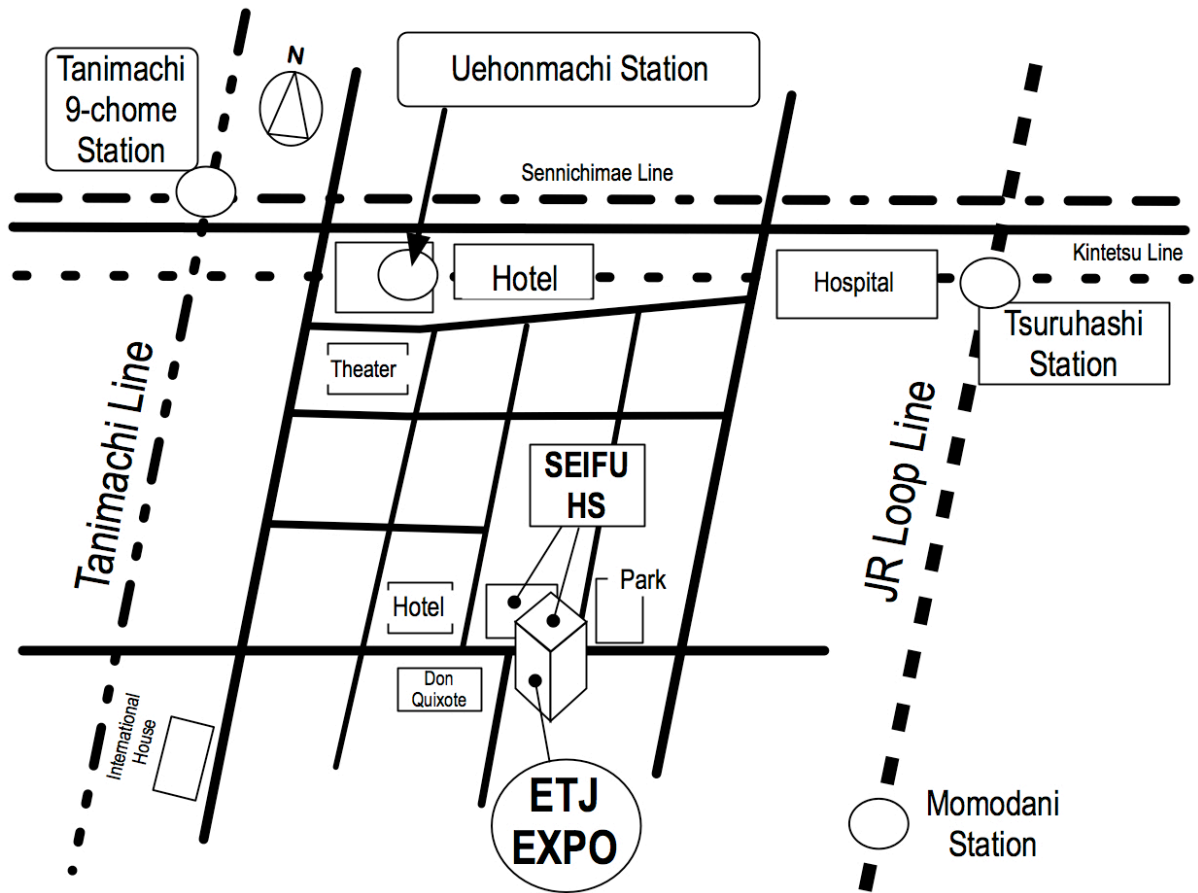 Tanimachi
9-chome
Station
N
Uehonmachi Station
Sennichimae Line
Kintetsu Line
Hotel
Hospital
Tsuruhashi
Station
Theater
Tanimachi Line
JR Loop Line
SEIFU
HS
Park
Hotel
Don
Quixote
International
House
ETJ
EXPO
Momodani
Station